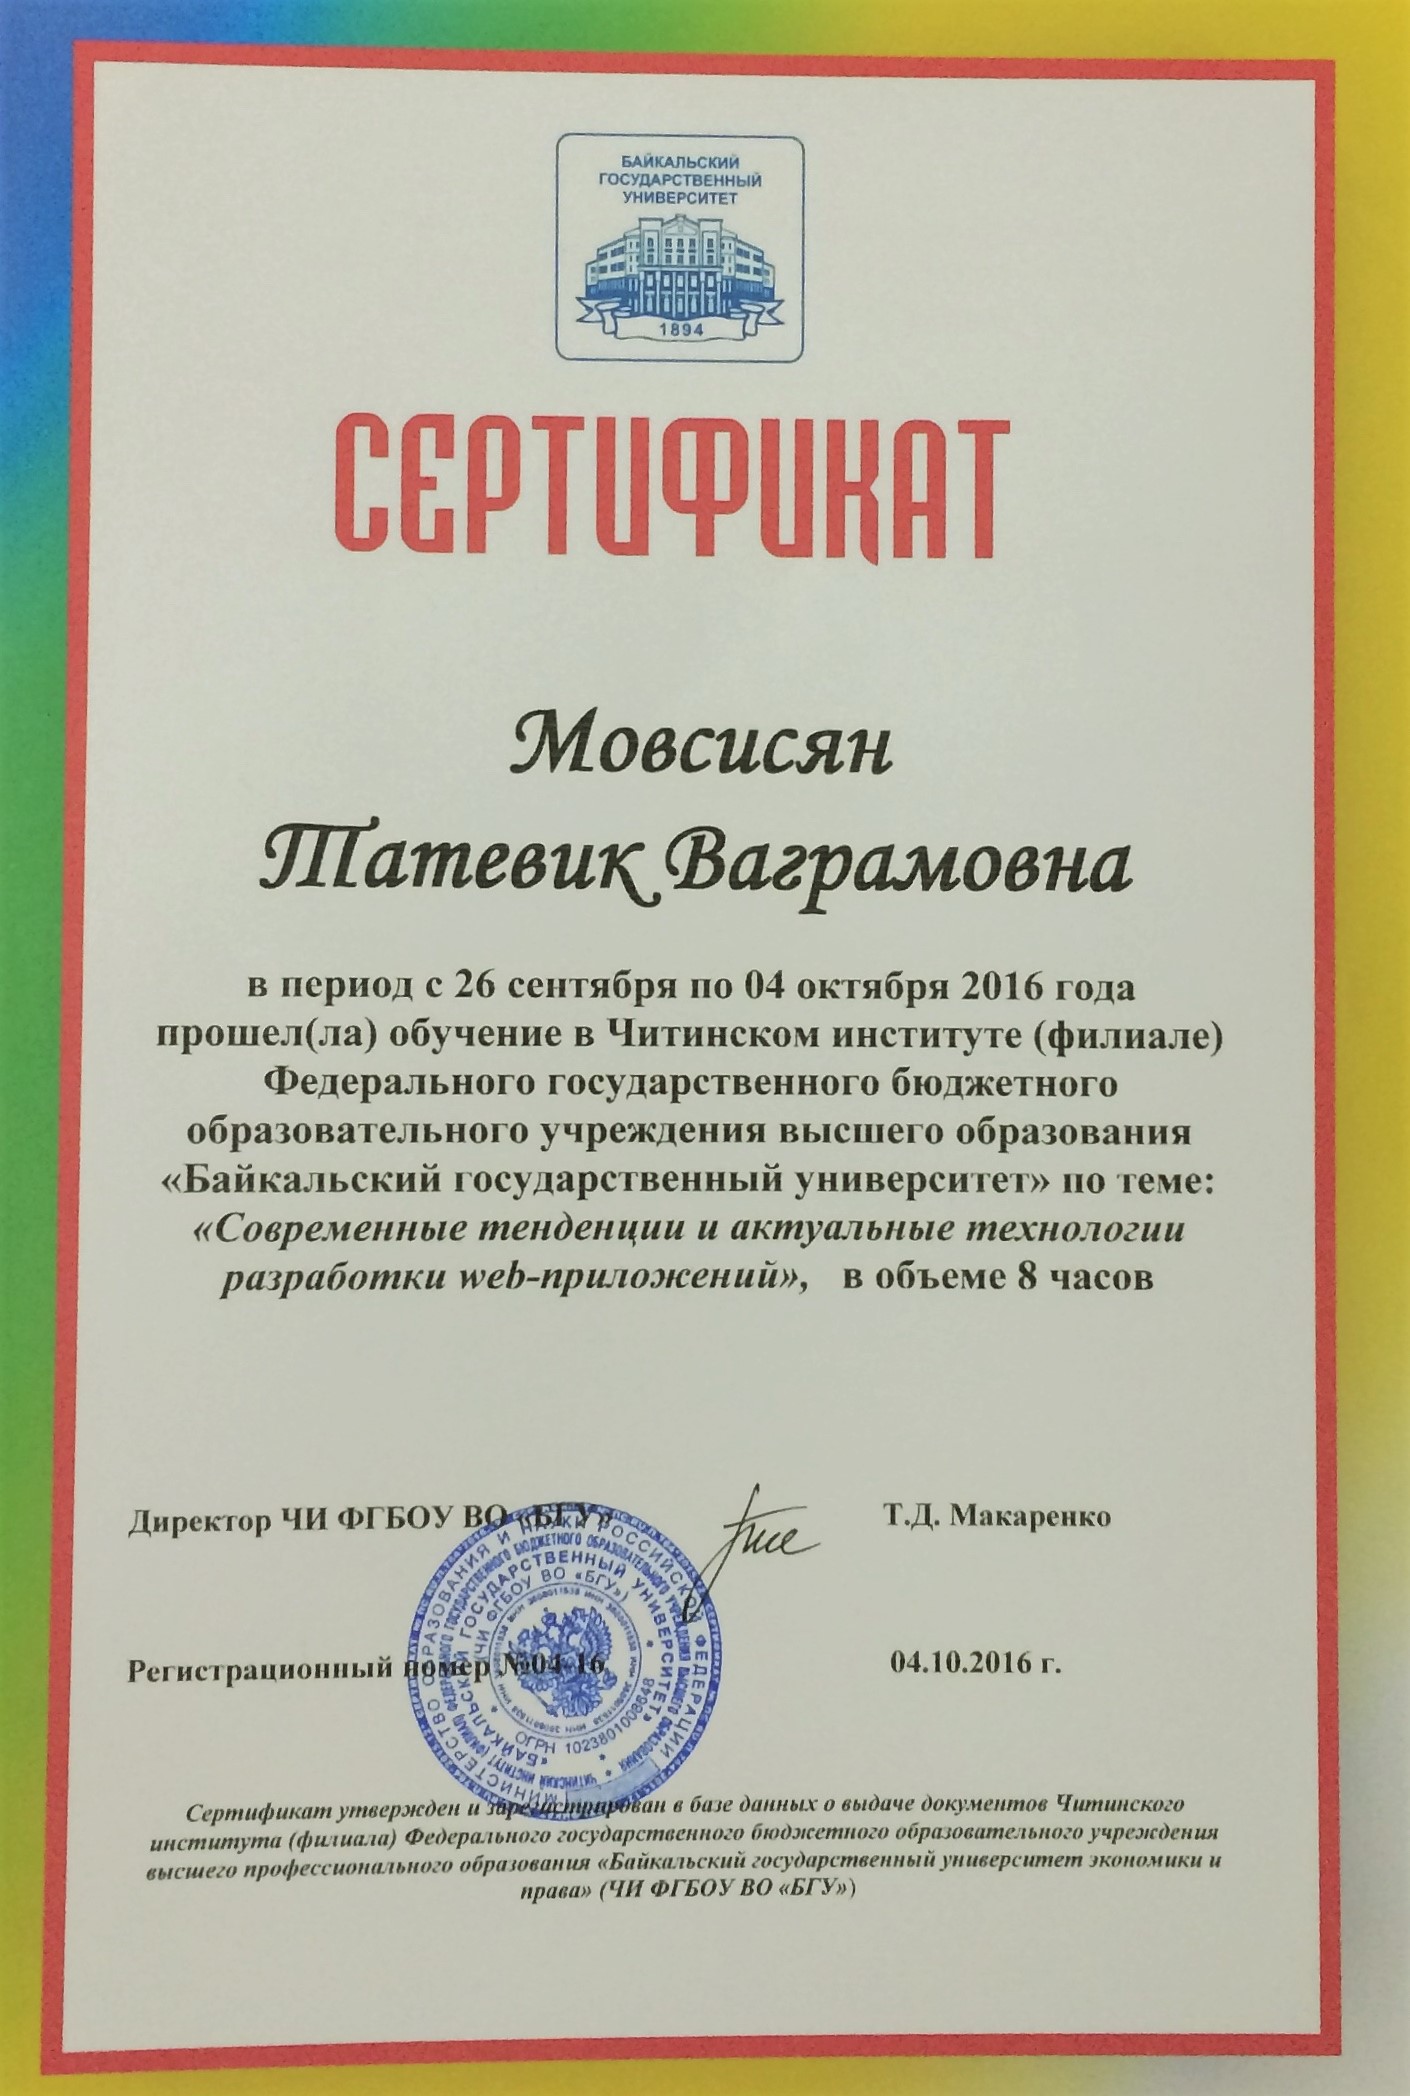 БАЙКАЛЬСКИЙ
ГОСУДАРСТВЕННЫЙ
УНИВЕРСИТЕТ
1894
СЕРТИФИКАТ
Мовсисян
Татевик Ваграмовна
в период с 26 сентября по 04 октября 2016 года
прошел(ла) обучение в Читинском институте (филиале)
Федерального государственного бюджетного
образовательного учреждения высшего образования
«Байкальский государственный университет» по теме:
«Современные тенденции и актуальные технологии
разработки web-приложений», в объеме 8 часов
Директор ЧИ ФГБОУ ВО «БГУ» Т.Д. Макаренко
Регистрационный номер №04-16 04.10.2016 г.
МИНИСТЕРСТВО ОБРАЗОВАНИЯ И НАУКИ РОССИЙСКОЙ ФЕДЕРАЦИИ
ЧИТИНСКИЙ ИНСТИТУТ (ФИЛИАЛ) ФЕДЕРАЛЬНОГО ГОСУДАРСТВЕННОГО БЮДЖЕТНОГО ОБРАЗОВАТЕЛЬНОГО УЧРЕЖДЕНИЯ ВЫСШЕГО ОБРАЗОВАНИЯ
«БАЙКАЛЬСКИЙ ГОСУДАРСТВЕННЫЙ УНИВЕРСИТЕТ»
(ЧИ ФГБОУ ВО «БГУ»)
ОГРН 1023801008648
Сертификат утвержден и зарегистрирован в базе данных о выдаче документов Читинского
института (филиала) Федерального государственного бюджетного образовательного учреждения
высшего профессионального образования «Байкальский государственный университет экономики и
права» (ЧИ ФГБОУ ВО «БГУ»)